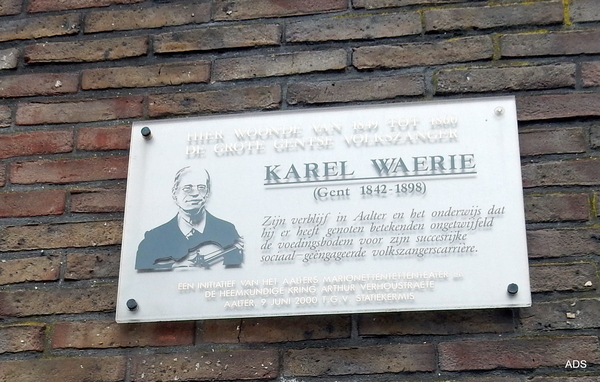 HIER WOONDE VAN 1849 TOT 1860
DE GROTE GENTSE VOLKSZANGER
KAREL WAERIE
(Gent 1842-1898)
Zijn verblijf in Aalter en het onderwijs dat
hij er heeft genoten betekenden ongetwijfeld
de voedingsbodem voor zijn succesrijke
sociaal-geëngageerde volkszangerscarrière.
EEN INITIATIEF VAN HET AALTERS MARIONETTENTHEATER EN
DE HEEMKUNDIGE KRING ARTHUR VERHOUSTRAETE
AALTER, 9 JUNI 2000 T.G.V. STATIEKERMIS
ADS